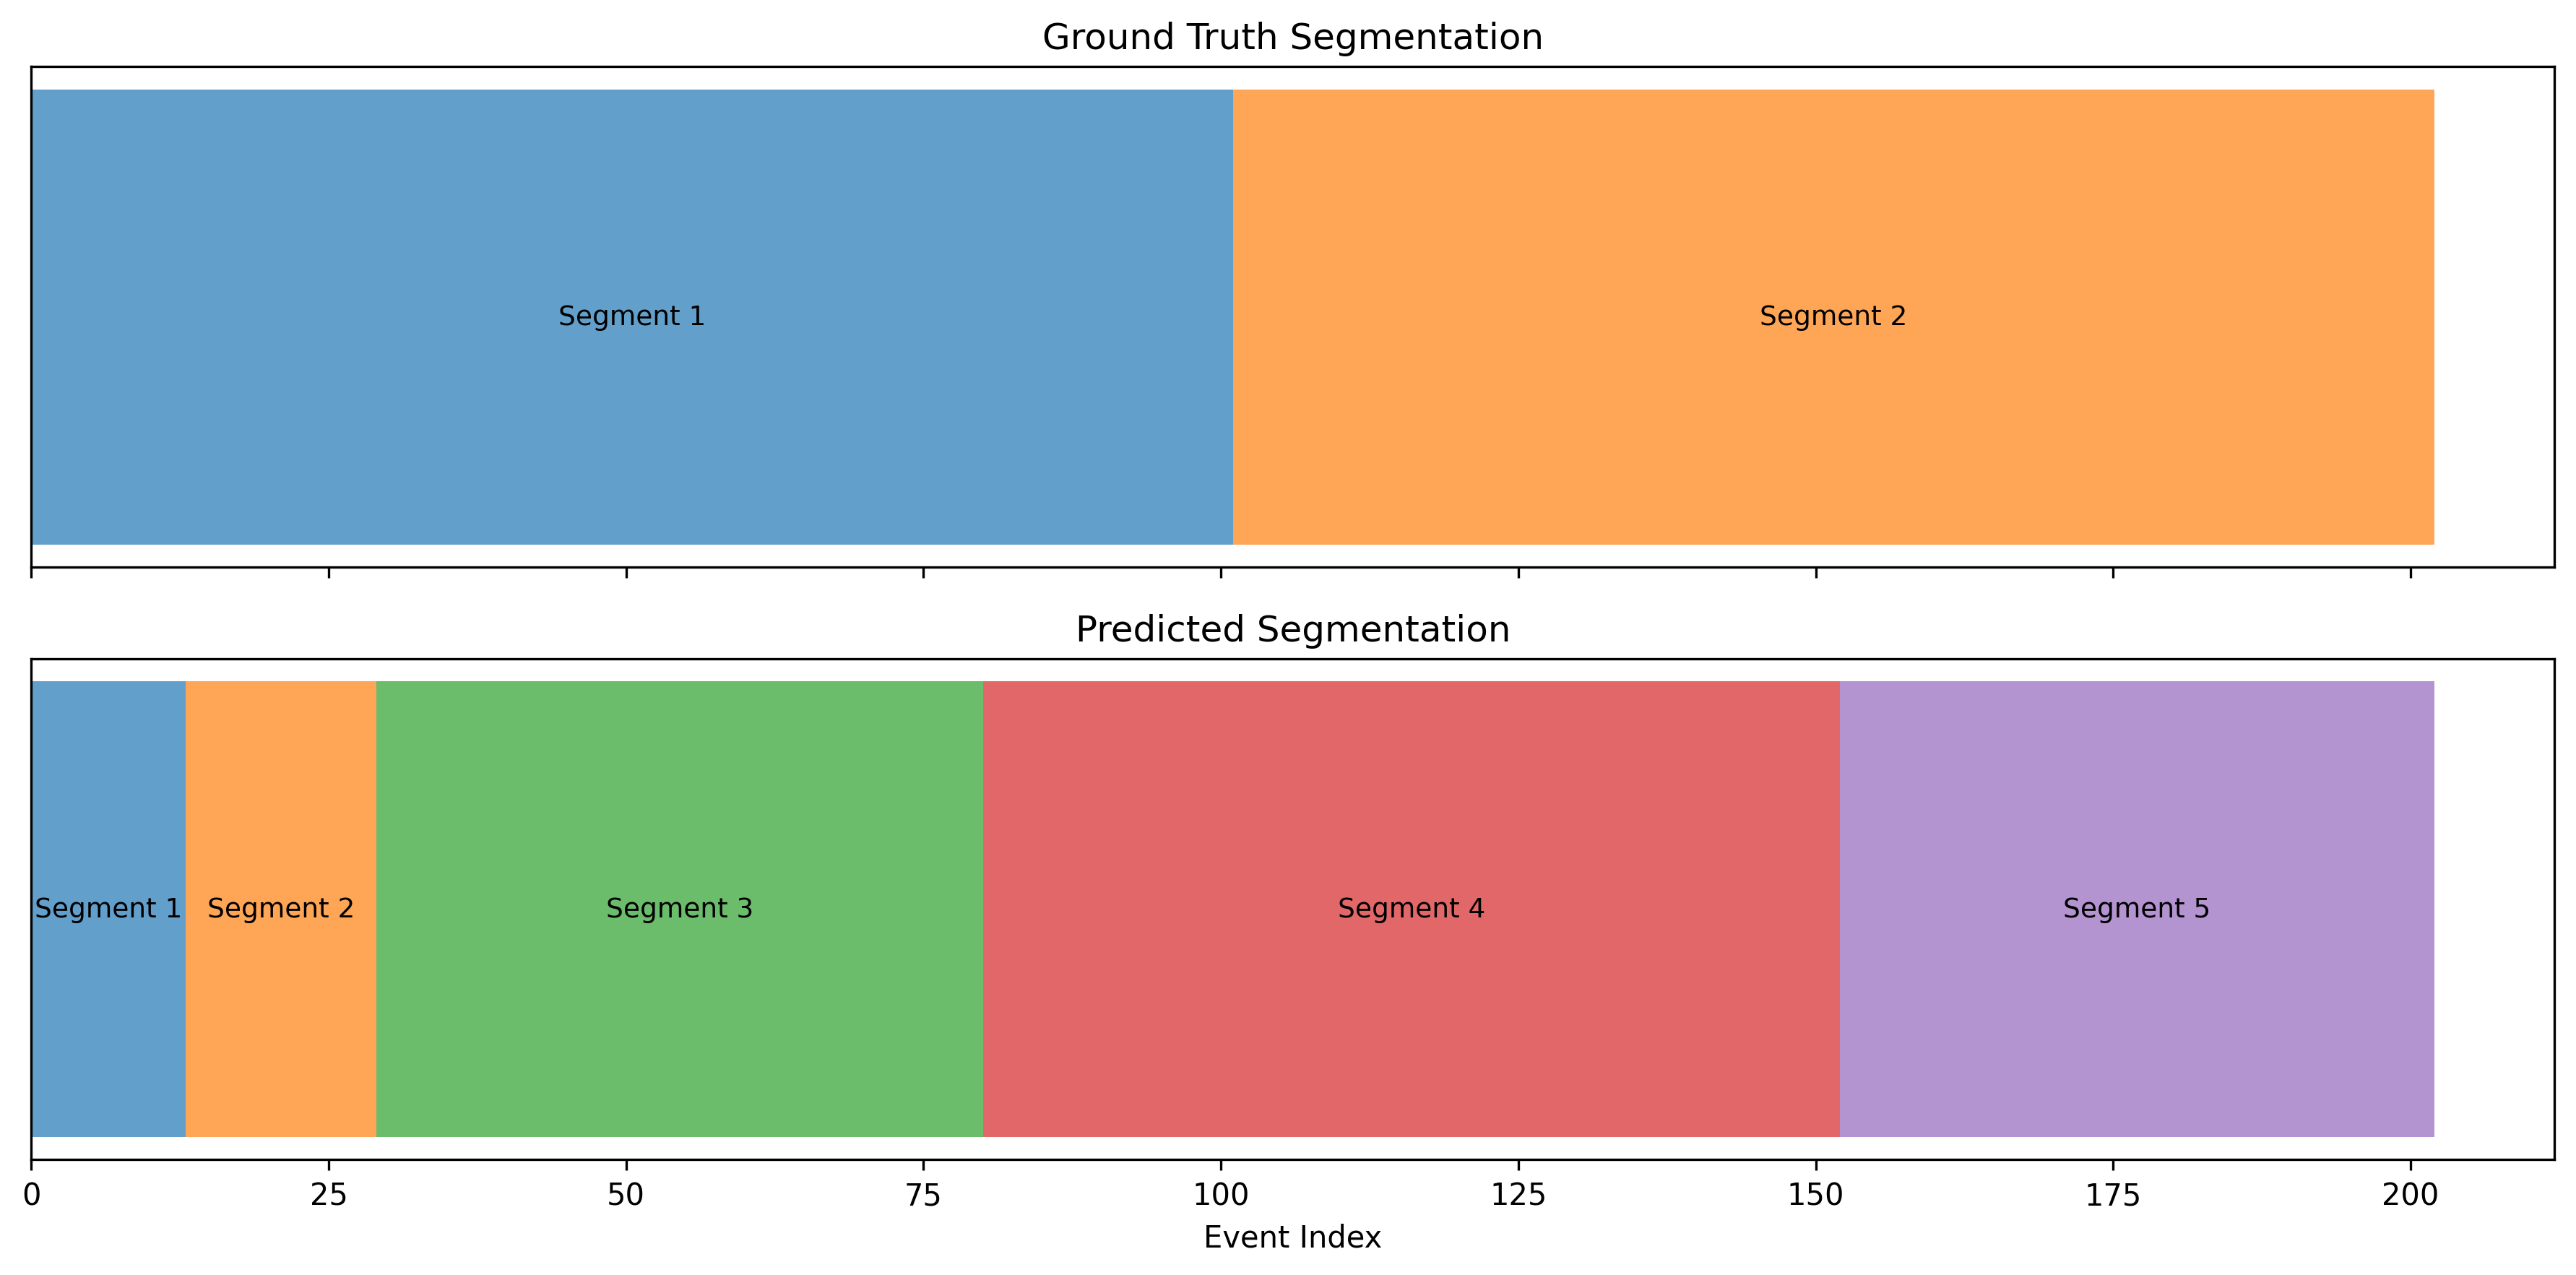 Ground Truth Segmentation
Segment 1 Segment 2
Predicted Segmentation
Segment 1 Segment 2 Segment 3 Segment 4 Segment 5
0 25 50 75 100 125 150 175 200
Event Index